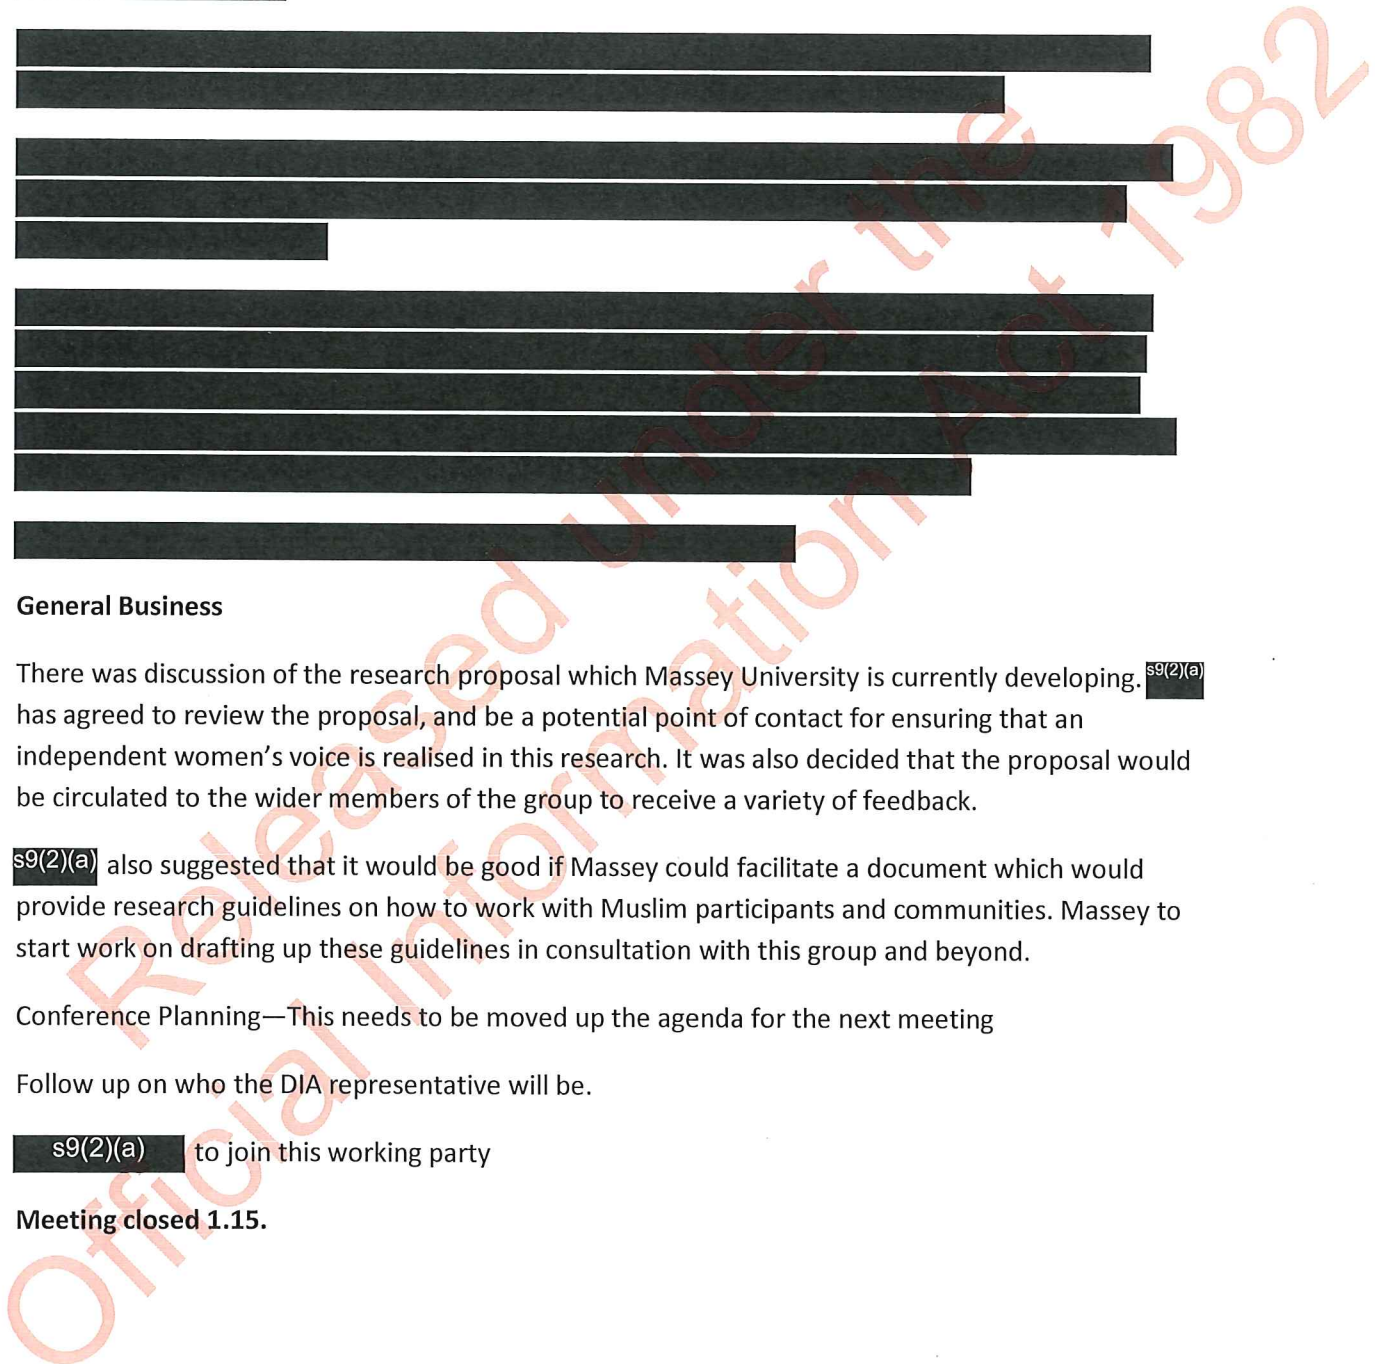 General Business
There was discussion of the research proposal which Massey University is currently developing. s9(2)(a)
has agreed to review the proposal, and be a potential point of contact for ensuring that an
independent women's voice is realised in this research. It was also decided that the proposal would
be circulated to the wider members of the group to receive a variety of feedback.
s9(2)(a) also suggested that it would be good if Massey could facilitate a document which would
provide research guidelines on how to work with Muslim participants and communities. Massey to
start work on drafting up these guidelines in consultation with this group and beyond.
Conference Planning—This needs to be moved up the agenda for the next meeting
Follow up on who the DIA representative will be.
s9(2)(a) to join this working party
Meeting closed 1.15.
Released under the
Official Information Act 1982